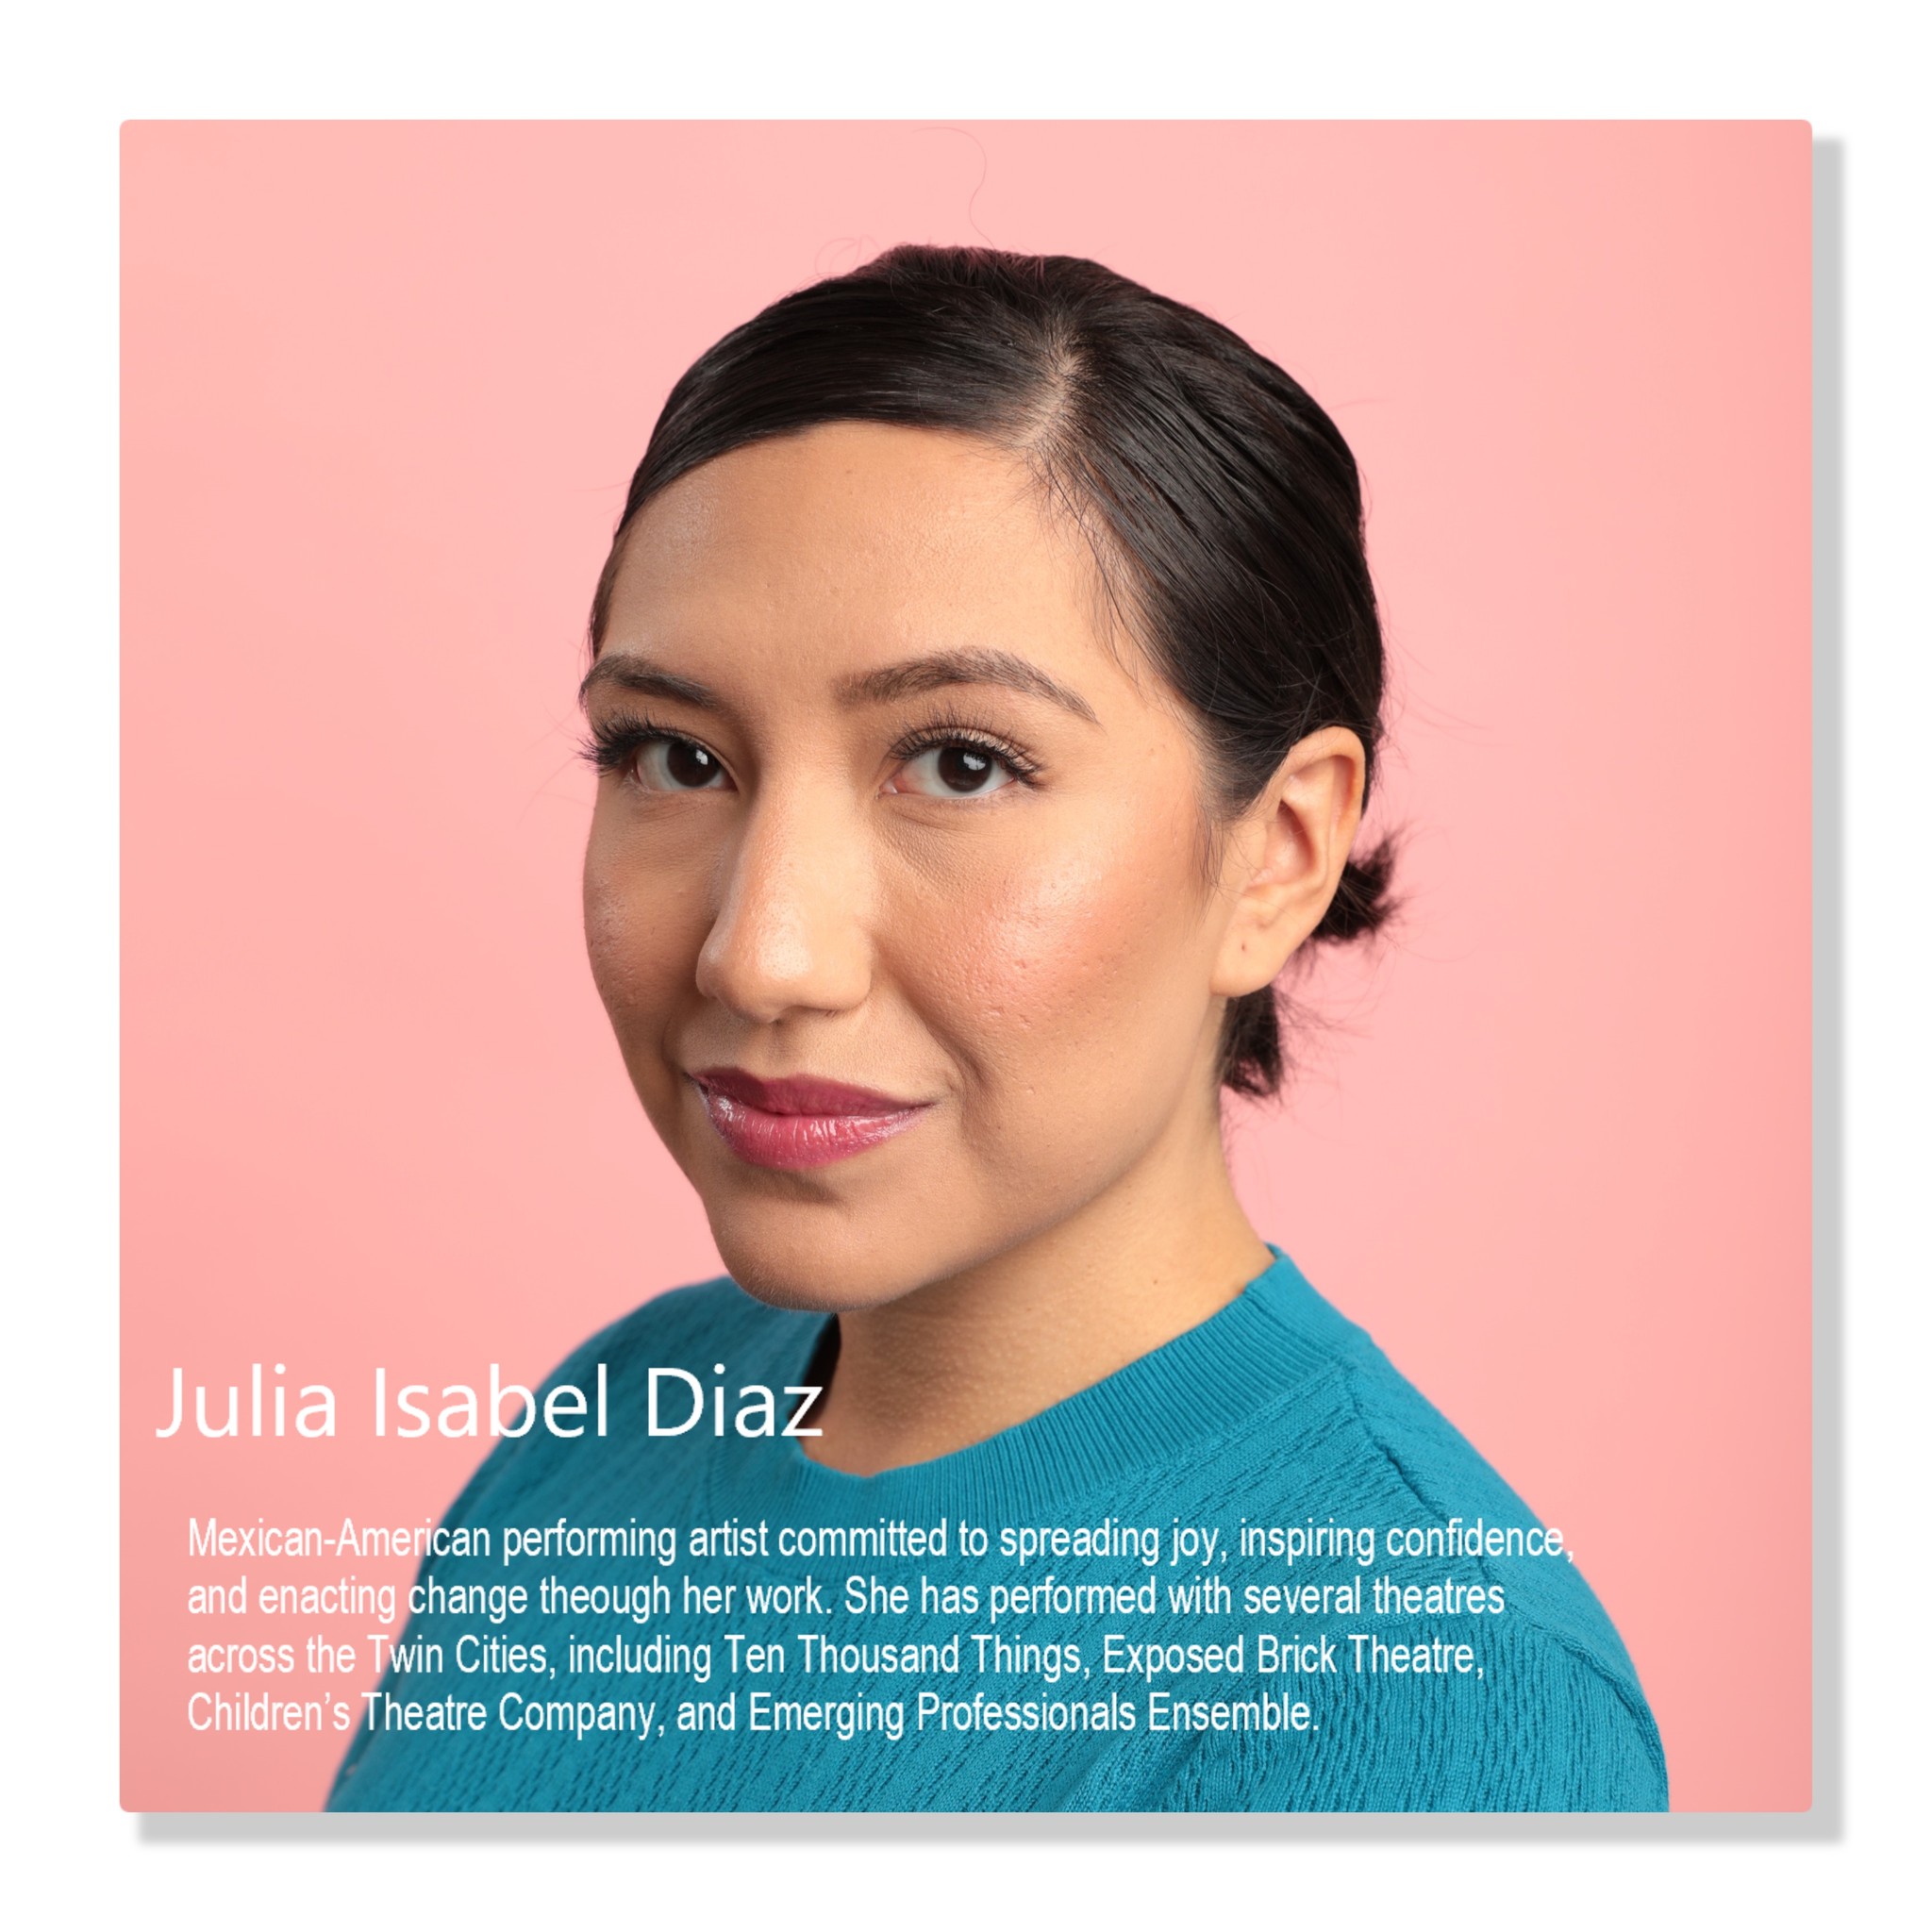 Julia Isabel Diaz
Mexican-American performing artist committed to spreading joy, inspiring confidence,
and enacting change theough her work. She has performed with several theatres
across the Twin Cities, including Ten Thousand Things, Exposed Brick Theatre,
Children’s Theatre Company, and Emerging Professionals Ensemble.